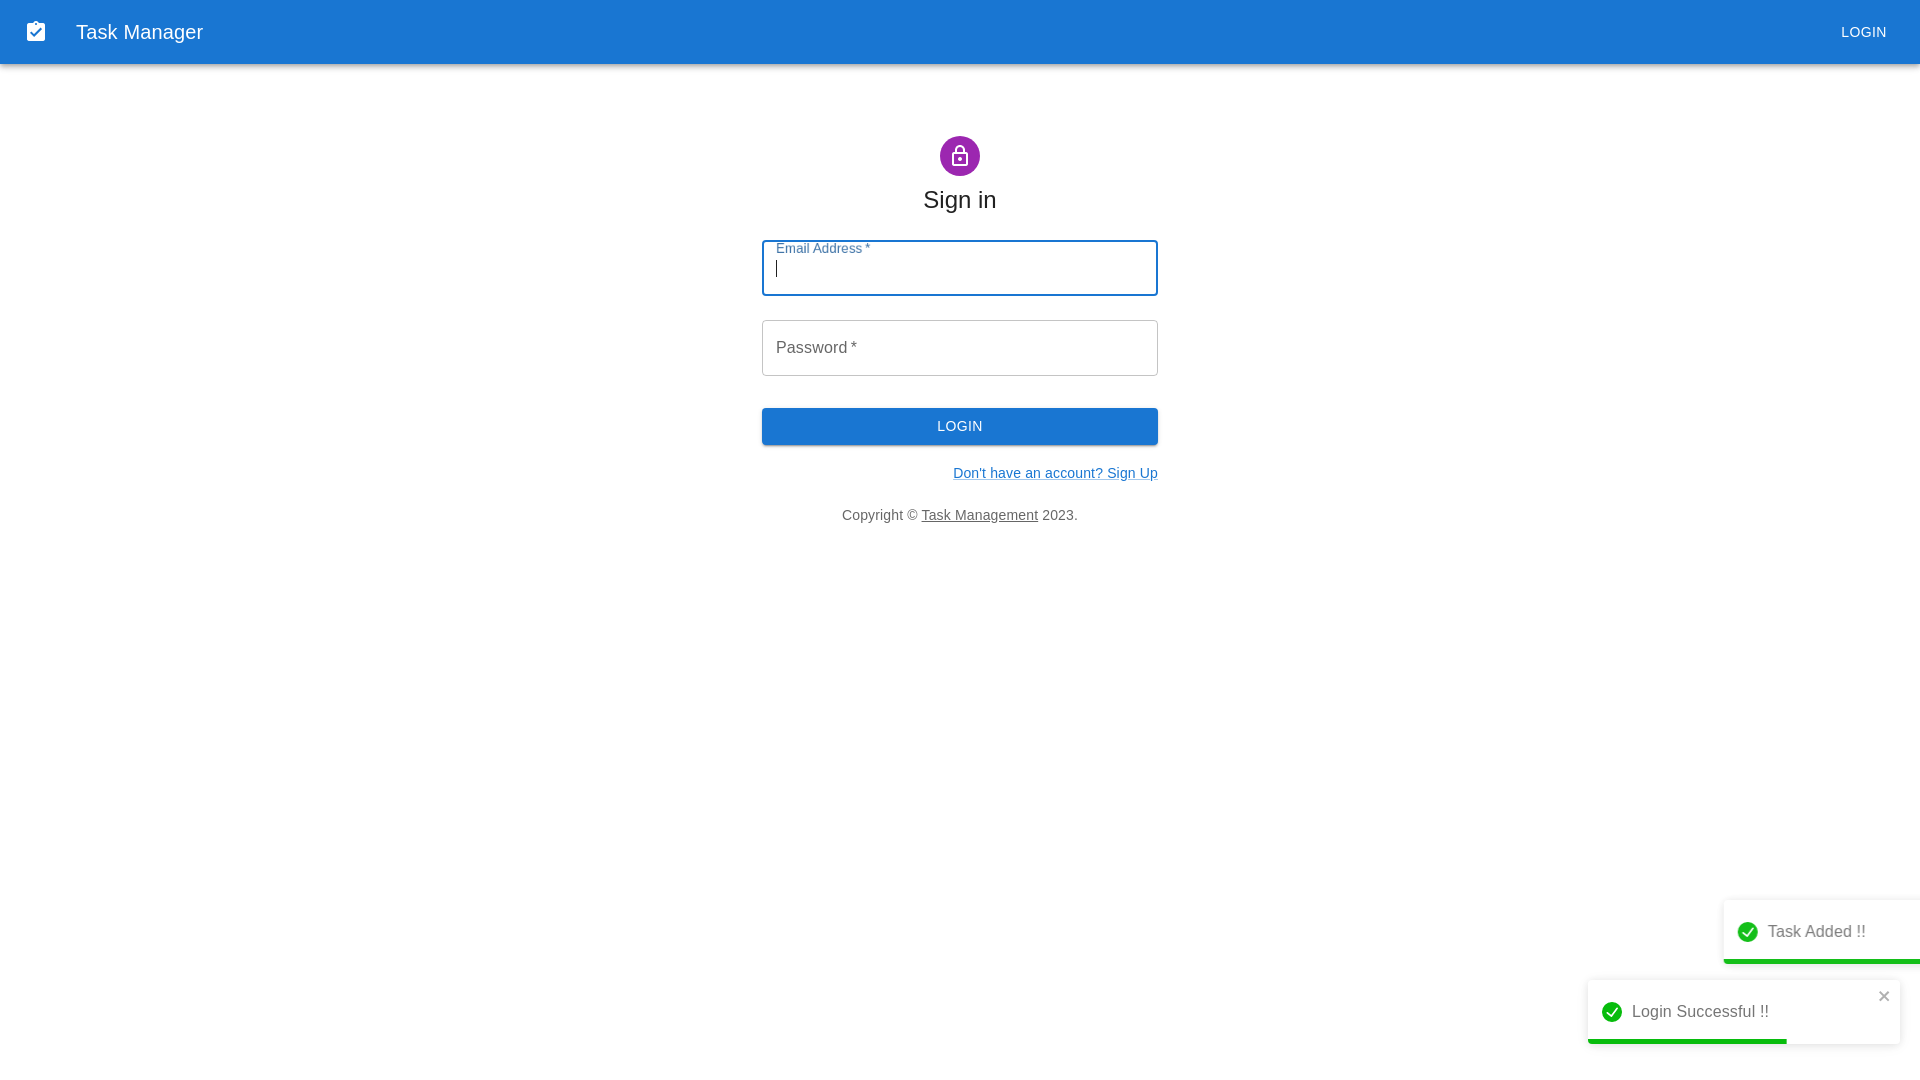 Task Manager
LOGIN
Sign in
Email Address *
Password *
LOGIN
Don't have an account? Sign Up
Copyright © Task Management 2023.
Task Added !!
Login Successful !!